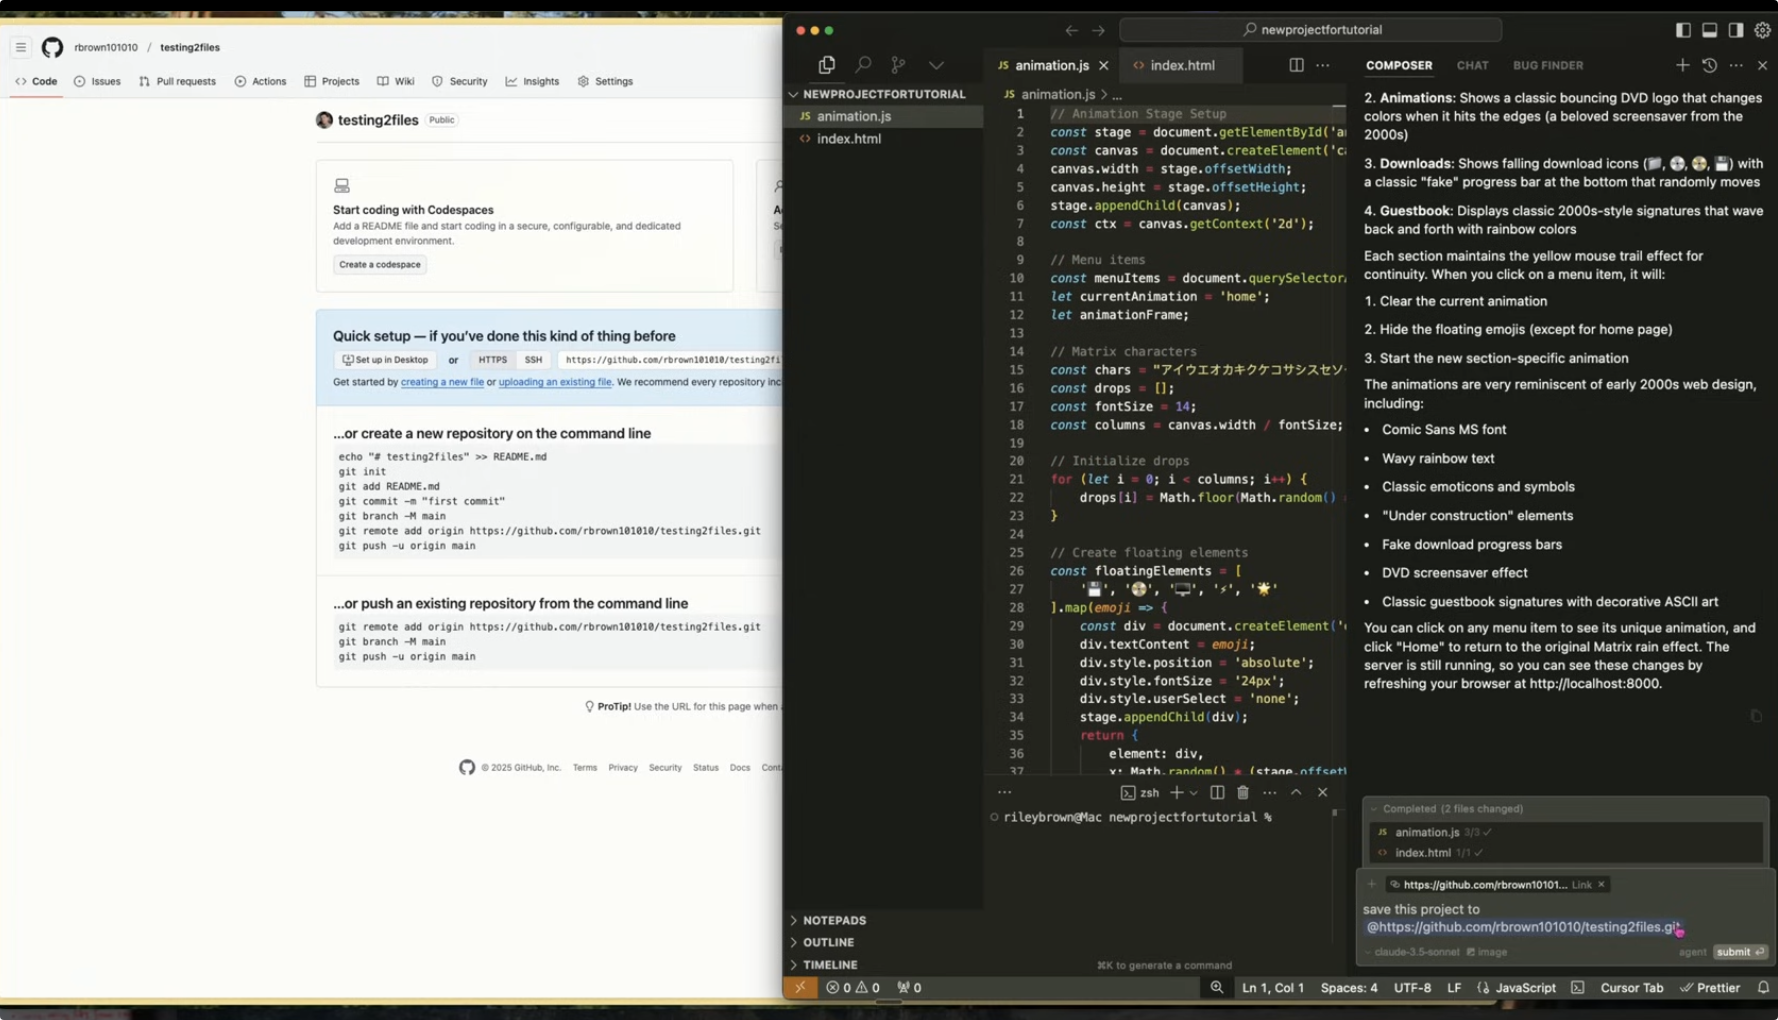 rbrown101010 / testing2files
Code Issues Pull requests Actions Projects Wiki Security Insights Settings
testing2files Public
Start coding with Codespaces
Add a README file and start coding in a secure, configurable, and dedicated
development environment.
Create a codespace
Quick setup — if you've done this kind of thing before
Set up in Desktop or HTTPS SSH https://github.com/rbrown101010/testing2fi
Get started by creating a new file or uploading an existing file. We recommend every repository inc
...or create a new repository on the command line
echo "# testing2files" >> README.md
git init
git add README.md
git commit -m "first commit"
git branch -M main
git remote add origin https://github.com/rbrown101010/testing2files.git
git push -u origin main
...or push an existing repository from the command line
git remote add origin https://github.com/rbrown101010/testing2files.git
git branch -M main
git push -u origin main
ProTip! Use the URL for this page when
© 2025 GitHub, Inc. Terms Privacy Security Status Docs Conta
newprojectfortutorial
NEWPROJECTFORTUTORIAL
JS animation.js
<> index.html
NOTEPADS
OUTLINE
TIMELINE
JS animation.js × <> index.html
JS animation.js > ...
1 // Animation Stage Setup
2 const stage = document.getElementById('a
3 const canvas = document.createElement('ca
4 canvas.width = stage.offsetWidth;
5 canvas.height = stage.offsetHeight;
6 stage.appendChild(canvas);
7 const ctx = canvas.getContext('2d');
8
9 // Menu items
10 const menuItems = document.querySelectorA
11 let currentAnimation = 'home';
12 let animationFrame;
13
14 // Matrix characters
15 const chars = "アイウエオカキクケコサシスセソ
16 const drops = [];
17 const fontSize = 14;
18 const columns = canvas.width / fontSize;
19
20 // Initialize drops
21 for (let i = 0; i < columns; i++) {
22 drops[i] = Math.floor(Math.random()
23 }
24
25 // Create floating elements
26 const floatingElements = [
27 '💾', '📀', '🖥️', '⚡', '🌟'
28 ].map(emoji => {
29 const div = document.createElement('
30 div.textContent = emoji;
31 div.style.position = 'absolute';
32 div.style.fontSize = '24px';
33 div.style.userSelect = 'none';
34 stage.appendChild(div);
35 return {
36 element: div,
37 x: Math.random() * (stage.offsetW
zsh
rileybrown@Mac newprojectfortutorial %
⌘K to generate a command
COMPOSER CHAT BUG FINDER
2. Animations: Shows a classic bouncing DVD logo that changes
colors when it hits the edges (a beloved screensaver from the
2000s)
3. Downloads: Shows falling download icons (📁, 💿, 📀, 💾) with
a classic "fake" progress bar at the bottom that randomly moves
4. Guestbook: Displays classic 2000s-style signatures that wave
back and forth with rainbow colors
Each section maintains the yellow mouse trail effect for
continuity. When you click on a menu item, it will:
1. Clear the current animation
2. Hide the floating emojis (except for home page)
3. Start the new section-specific animation
The animations are very reminiscent of early 2000s web design,
including:
• Comic Sans MS font
• Wavy rainbow text
• Classic emoticons and symbols
• "Under construction" elements
• Fake download progress bars
• DVD screensaver effect
• Classic guestbook signatures with decorative ASCII art
You can click on any menu item to see its unique animation, and
click "Home" to return to the original Matrix rain effect. The
server is still running, so you can see these changes by
refreshing your browser at http://localhost:8000.
Completed (2 files changed)
JS animation.js 3/3 ✓
<> index.html 1/1 ✓
https://github.com/rbrown10101... Link ×
save this project to
@https://github.com/rbrown101010/testing2files.git
claude-3.5-sonnet image agent submit
0 0 0 Ln 1, Col 1 Spaces: 4 UTF-8 LF JavaScript Cursor Tab Prettier